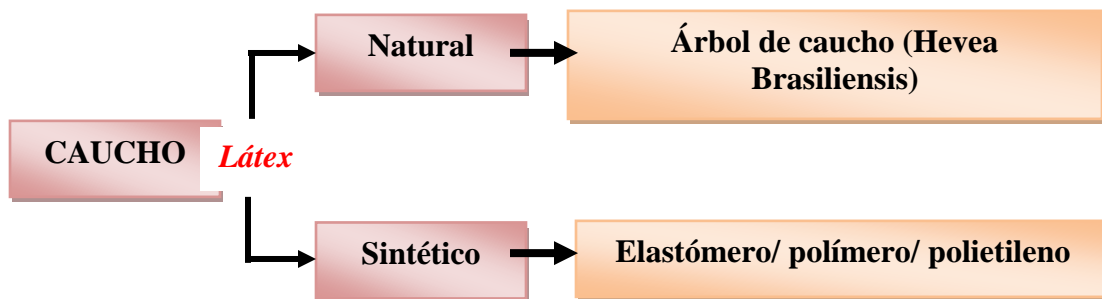 Natural
Árbol de caucho (Hevea
Brasiliensis)
CAUCHO
Látex
Sintético
Elastómero/ polímero/ polietileno